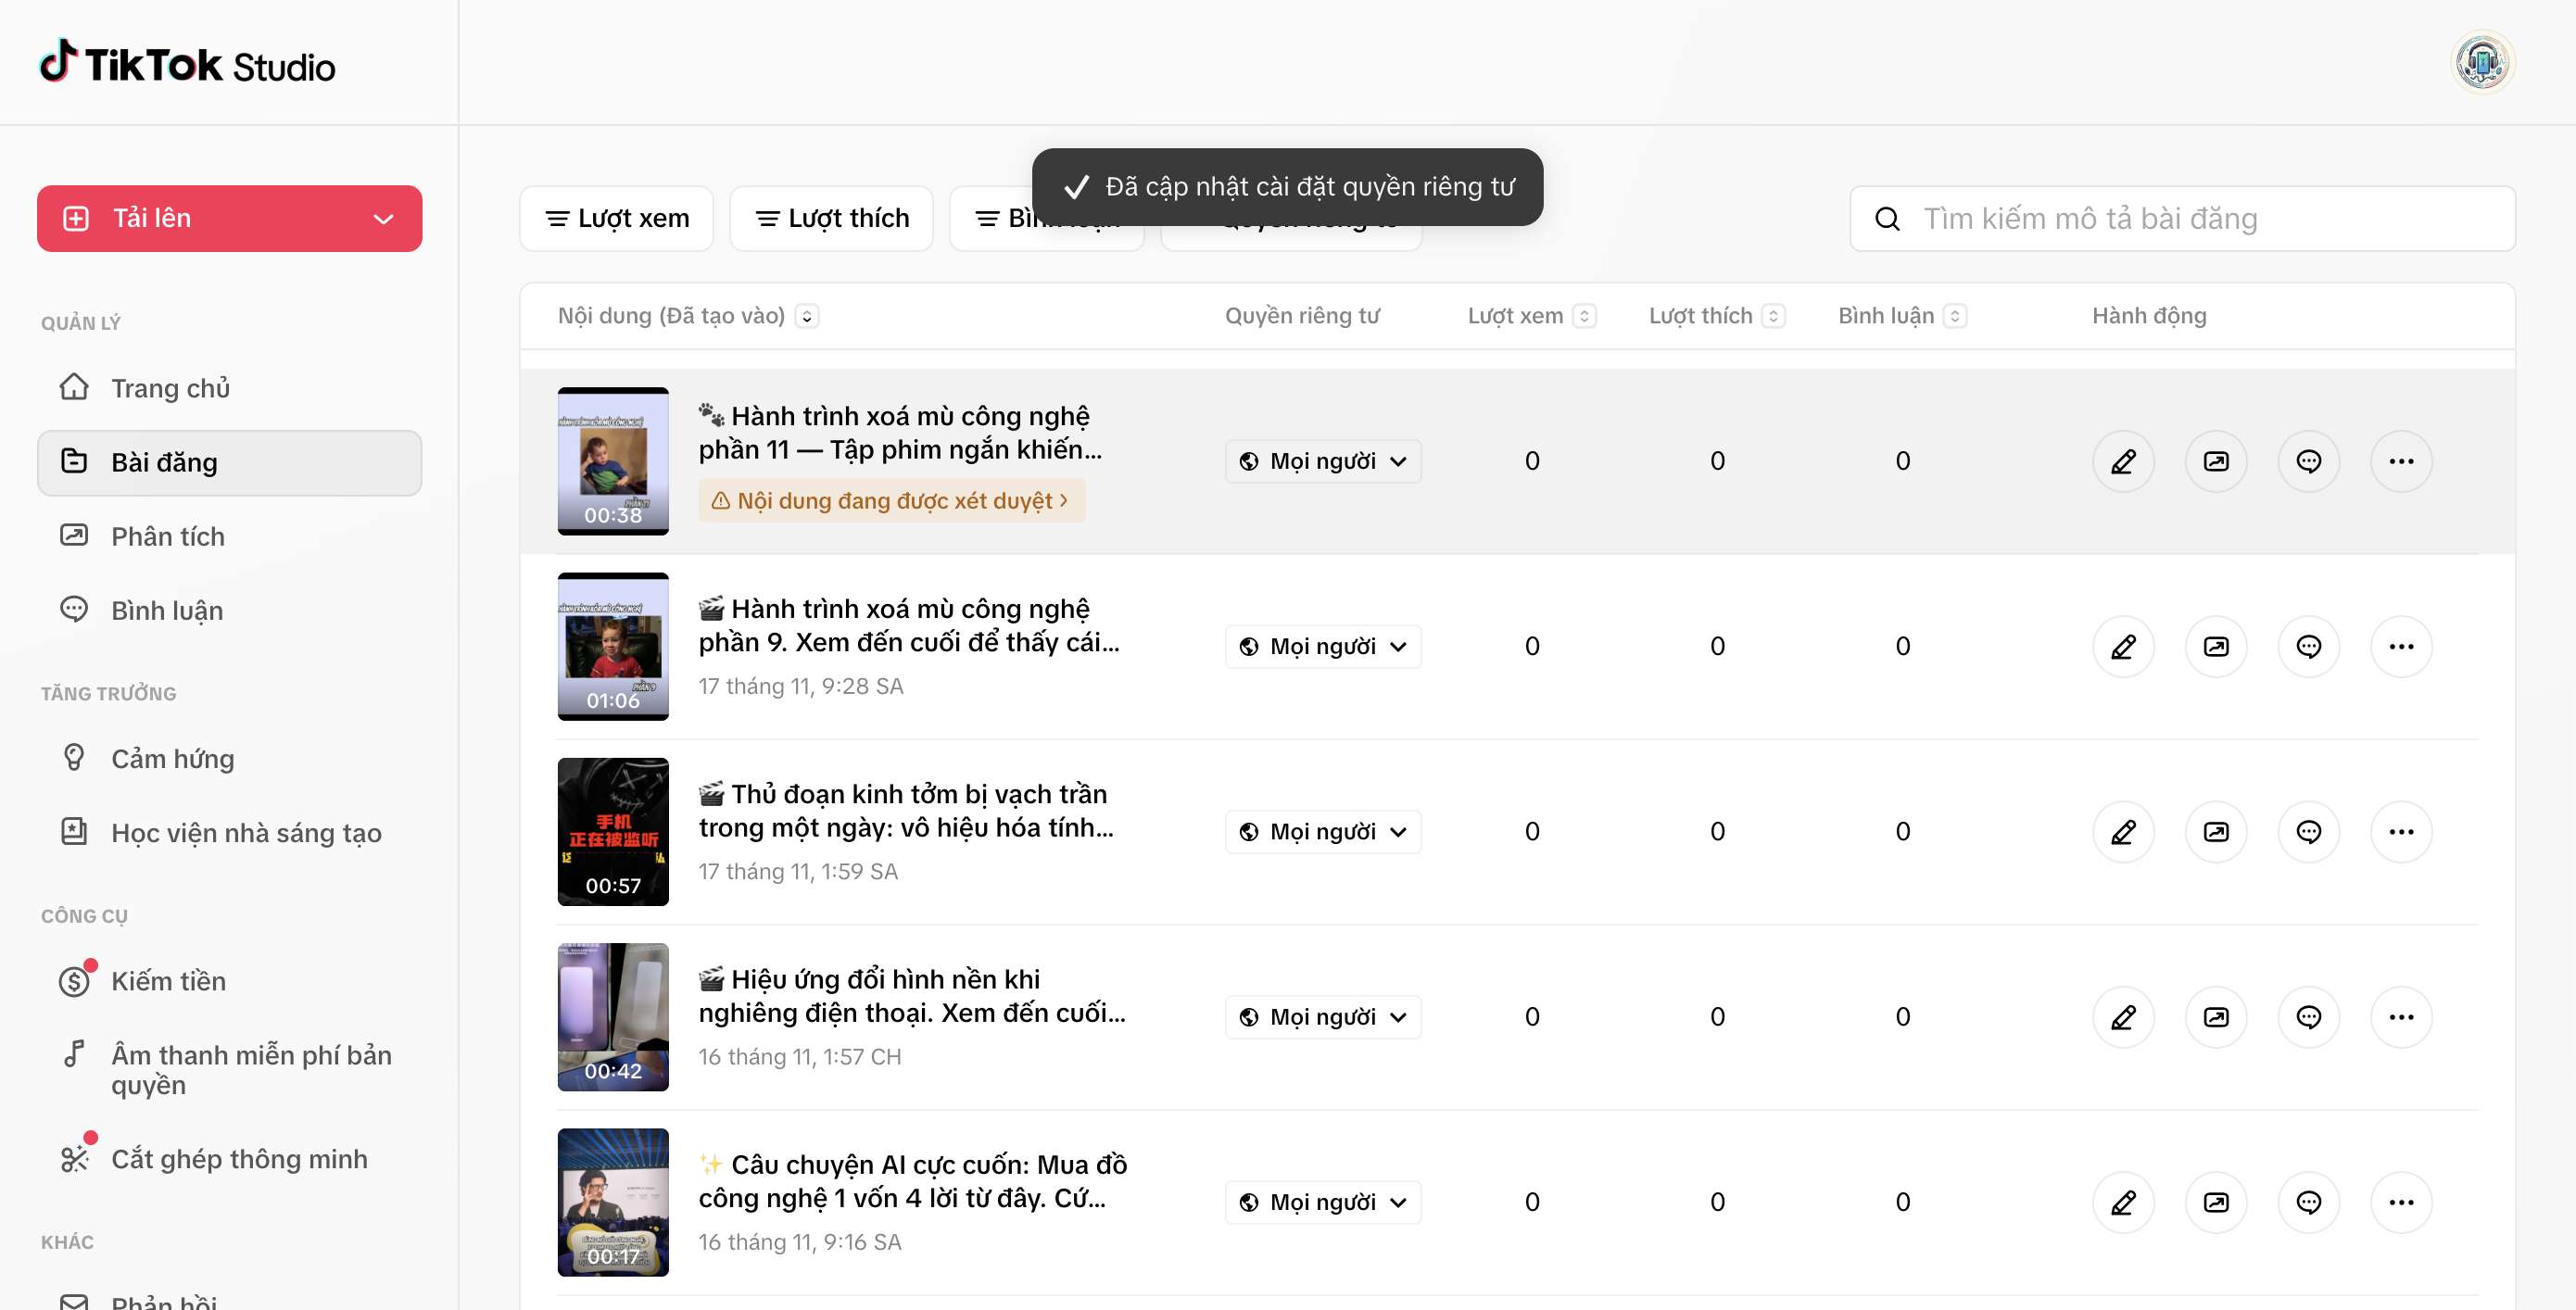 TikTok Studio
Đã cập nhật cài đặt quyền riêng tư
Tải lên
Lượt xem
Lượt thích
Tìm kiếm mô tả bài đăng
QUẢN LÝ
Trang chủ
Bài đăng
Phân tích
Bình luận
TĂNG TRƯỞNG
Cảm hứng
Học viện nhà sáng tạo
CÔNG CỤ
Kiếm tiền
Âm thanh miễn phí bản
quyền
Cắt ghép thông minh
KHÁC
Phản hồi
Nội dung (Đã tạo vào)
Quyền riêng tư
Lượt xem
Lượt thích
Bình luận
Hành động
00:38
🐾 Hành trình xoá mù công nghệ
phần 11 — Tập phim ngắn khiến...
Nội dung đang được xét duyệt
Mọi người
0
0
0
PHẦN 9
01:06
🎬 Hành trình xoá mù công nghệ
phần 9. Xem đến cuối để thấy cái...
17 tháng 11, 9:28 SA
Mọi người
0
0
0
手机
正在被监听
00:57
🎬 Thủ đoạn kinh tởm bị vạch trần
trong một ngày: vô hiệu hóa tính...
17 tháng 11, 1:59 SA
Mọi người
0
0
0
00:42
🎬 Hiệu ứng đổi hình nền khi
nghiêng điện thoại. Xem đến cuối...
16 tháng 11, 1:57 CH
Mọi người
0
0
0
00:17
✨ Câu chuyện AI cực cuốn: Mua đồ
công nghệ 1 vốn 4 lời từ đây. Cứ...
16 tháng 11, 9:16 SA
Mọi người
0
0
0